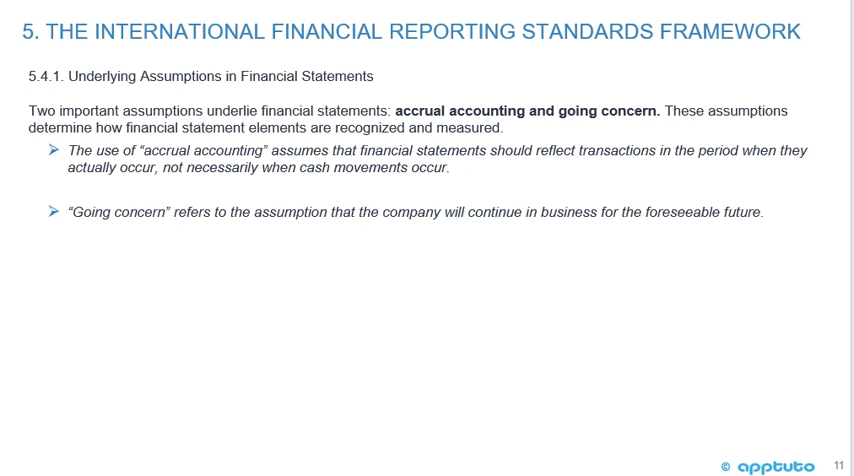 5. THE INTERNATIONAL FINANCIAL REPORTING STANDARDS FRAMEWORK
5.4.1. Underlying Assumptions in Financial Statements
Two important assumptions underlie financial statements: accrual accounting and going concern. These assumptions
determine how financial statement elements are recognized and measured.
The use of “accrual accounting” assumes that financial statements should reflect transactions in the period when they
actually occur, not necessarily when cash movements occur.
“Going concern” refers to the assumption that the company will continue in business for the foreseeable future.
© apptuto 11